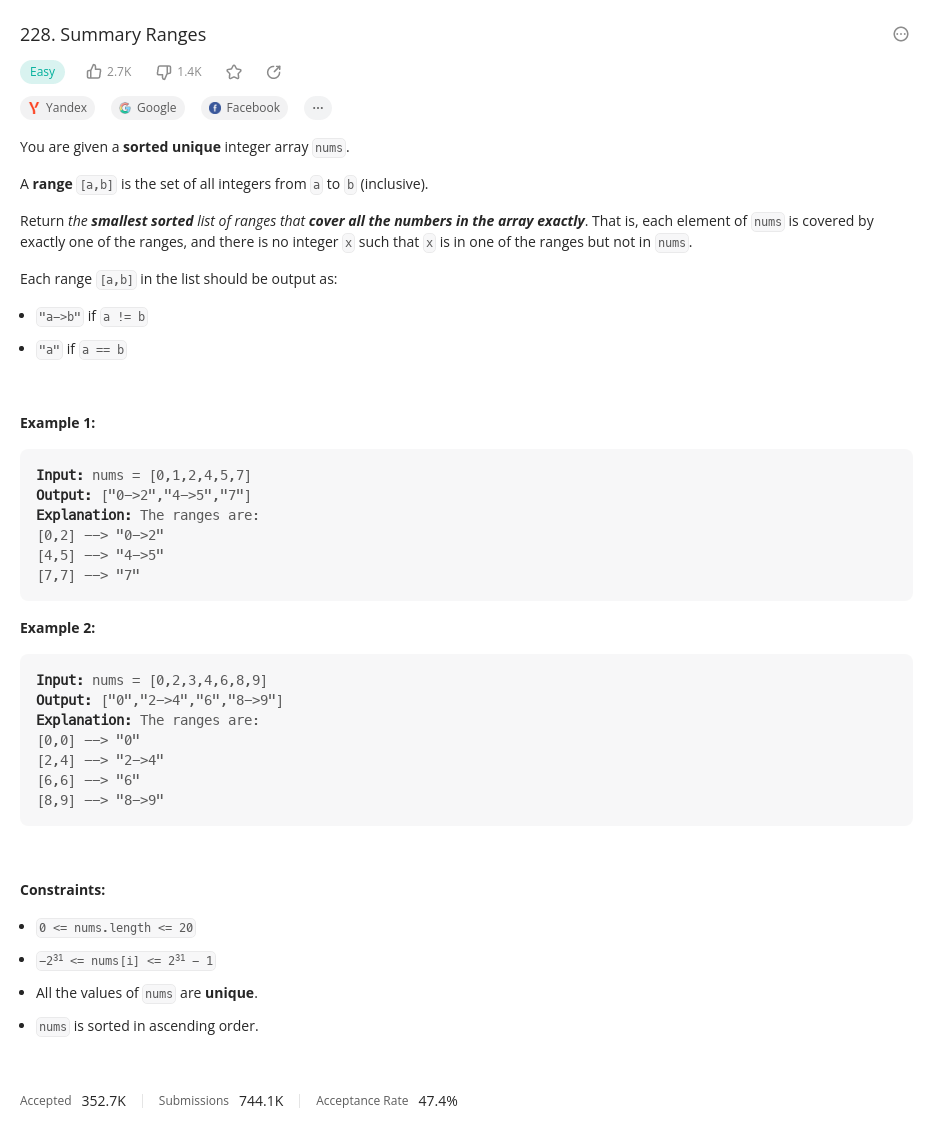 228. Summary Ranges
Easy 2.7K 1.4K
Yandex Google Facebook ...
You are given a sorted unique integer array nums.
A range [a,b] is the set of all integers from a to b (inclusive).
Return the smallest sorted list of ranges that cover all the numbers in the array exactly. That is, each element of nums is covered by
exactly one of the ranges, and there is no integer x such that x is in one of the ranges but not in nums.
Each range [a,b] in the list should be output as:
• "a->b" if a != b
• "a" if a == b
Example 1:
Input: nums = [0,1,2,4,5,7]
Output: ["0->2","4->5","7"]
Explanation: The ranges are:
[0,2] --> "0->2"
[4,5] --> "4->5"
[7,7] --> "7"
Example 2:
Input: nums = [0,2,3,4,6,8,9]
Output: ["0","2->4","6","8->9"]
Explanation: The ranges are:
[0,0] --> "0"
[2,4] --> "2->4"
[6,6] --> "6"
[8,9] --> "8->9"
Constraints:
• 0 <= nums.length <= 20
• -2³¹ <= nums[i] <= 2³¹ - 1
• All the values of nums are unique.
• nums is sorted in ascending order.
Accepted 352.7K Submissions 744.1K Acceptance Rate 47.4%